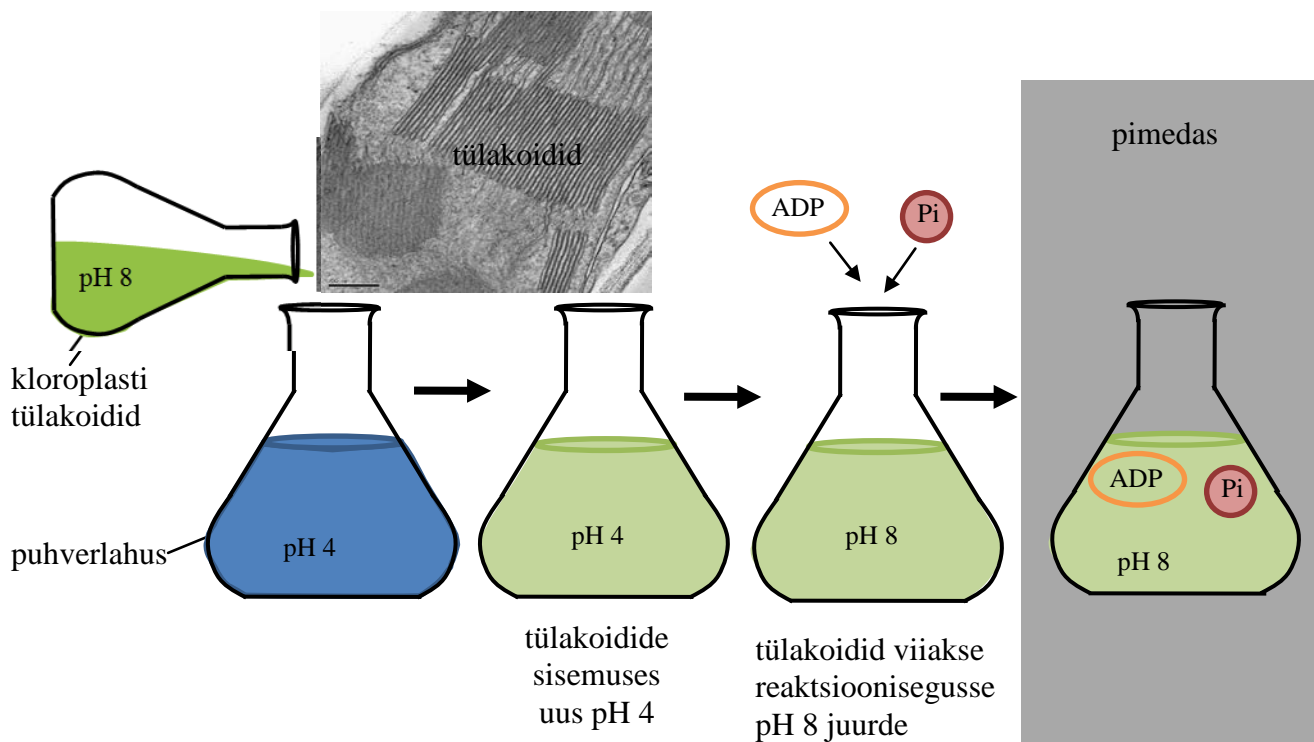 tülakoidid
pimedas
ADP
Pi
pH 8
kloroplasti
tülakoidid
puhverlahus
pH 4
pH 4
tülakoidide
sisemuses
uus pH 4
pH 8
tülakoidid viiakse
reaktsioonisegusse
pH 8 juurde
ADP
Pi
pH 8